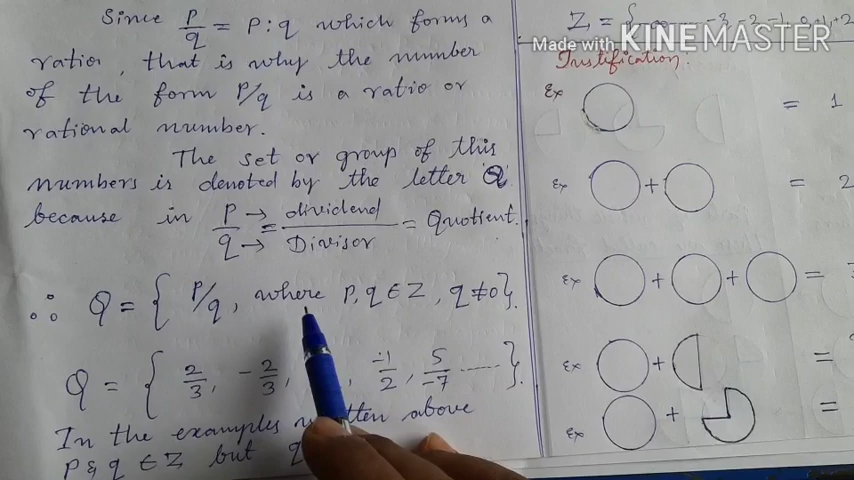 Since P/q = P : q which forms a
ratio, that is why the number
of the form P/q is a ratio or
rational number.
The set or group of this
numbers is denoted by the letter 'Q'
because in P/q → dividend/Divisor = Quotient.
∴ Q = { P/q, where p, q ∈ Z, q ≠ 0}.
Q = { 2/3, -2/3, -1/2, 5/-7 ...... }.
In the examples above
p & q ∈ Z but q
Made with KINEMASTER
Justification:
Ex = 1
Ex + = 2
Ex + + =
Ex + =
Ex + =